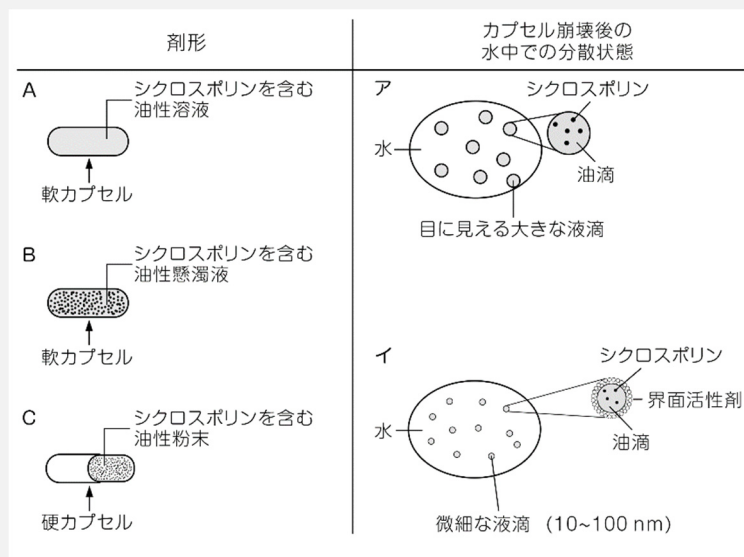 剤形
カプセル崩壊後の
水中での分散状態
A
シクロスポリンを含む
油性溶液
軟カプセル
B
シクロスポリンを含む
油性懸濁液
軟カプセル
C
シクロスポリンを含む
油性粉末
硬カプセル
ア
シクロスポリン
水
油滴
目に見える大きな液滴
イ
シクロスポリン
界面活性剤
水
油滴
微細な液滴 (10~100 nm)